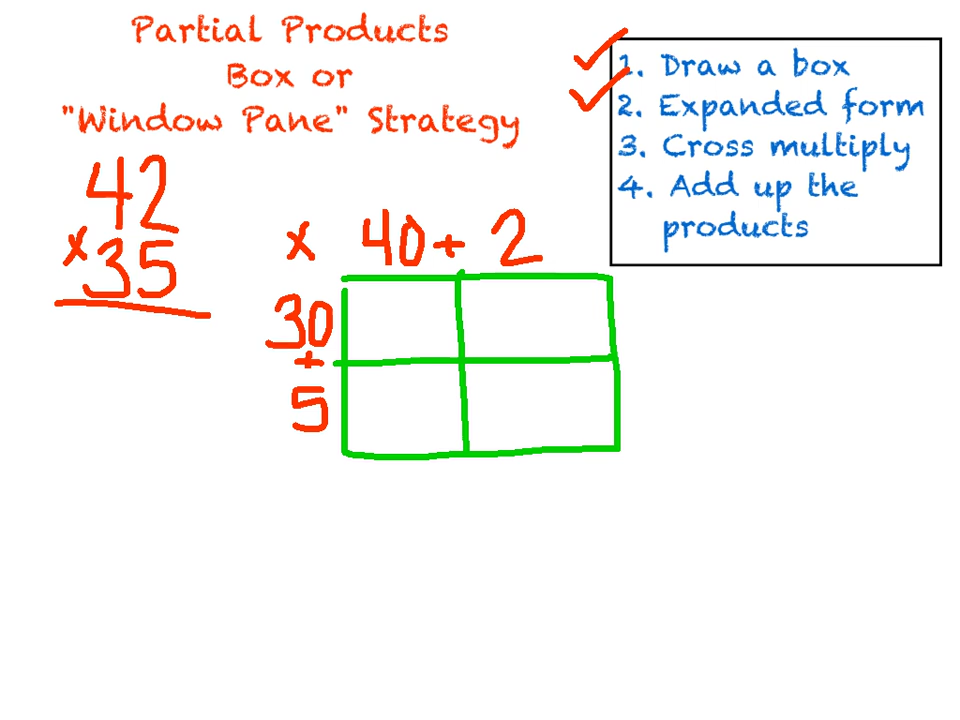 Partial Products
Box or
"Window Pane" Strategy
1. Draw a box
2. Expanded form
3. Cross multiply
4. Add up the
products
42
x 35
x 40 + 2
30
+
5